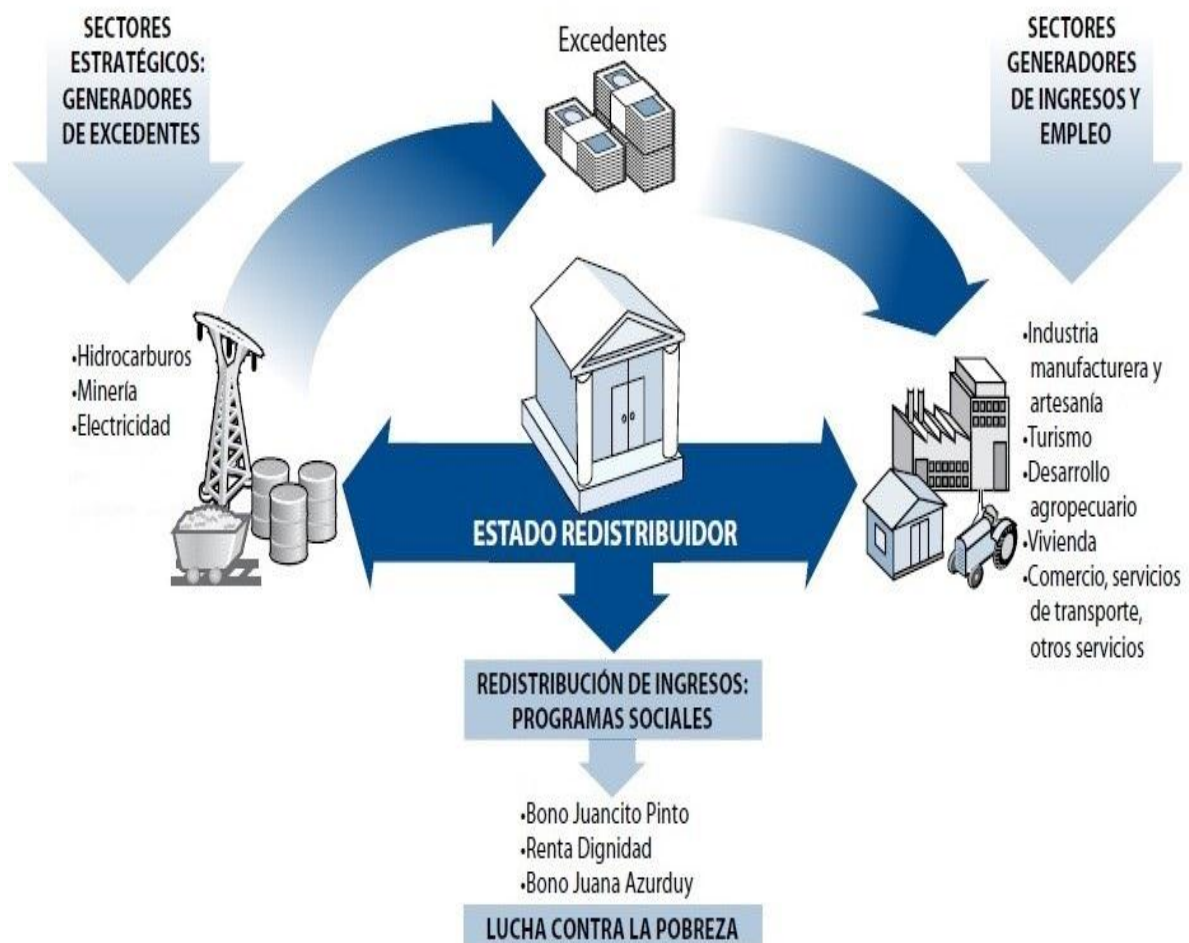 SECTORES
ESTRATÉGICOS:
GENERADORES
DE EXCEDENTES
Excedentes
SECTORES
GENERADORES
DE INGRESOS Y
EMPLEO
•Hidrocarburos
•Minería
•Electricidad
ESTADO REDISTRIBUIDOR
•Industria
manufacturera y
artesanía
•Turismo
•Desarrollo
agropecuario
•Vivienda
•Comercio, servicios
de transporte,
otros servicios
REDISTRIBUCIÓN DE INGRESOS:
PROGRAMAS SOCIALES
•Bono Juancito Pinto
•Renta Dignidad
•Bono Juana Azurduy
LUCHA CONTRA LA POBREZA